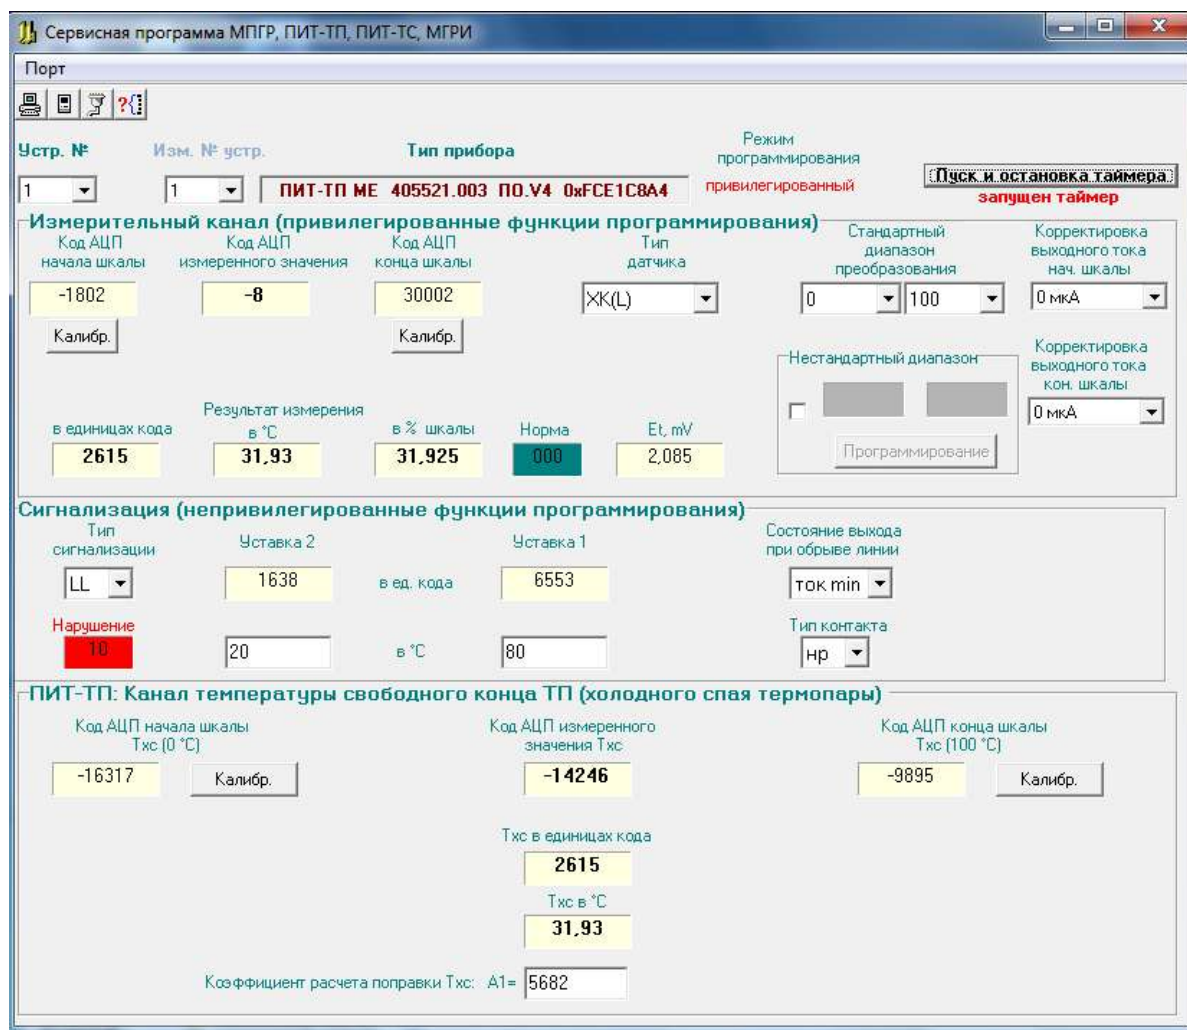 Сервисная программа МПГР, ПИТ-ТП, ПИТ-ТС, МГРИ
Порт
Устр. №
Изм. № устр.
Тип прибора
Режим
программирования
1
1
ПИТ-ТП МЕ 405521.003 ПО.V4 0xFCE1C8A4
привилегированный
Пуск и остановка таймера
запущен таймер
Измерительный канал (привилегированные функции программирования)
Код АЦП
начала шкалы
Код АЦП
измеренного значения
Код АЦП
конца шкалы
Тип
датчика
Стандартный
диапазон
преобразования
Корректировка
выходного тока
нач. шкалы
-1802
-8
30002
ХК(L)
0
100
0 мкА
Калибр.
Калибр.
Нестандартный диапазон
Корректировка
выходного тока
кон. шкалы
0 мкА
Программирование
в единицах кода
Результат измерения
в °С
в % шкалы
Норма
Et, mV
2615
31,93
31,925
000
2,085
Сигнализация (непривилегированные функции программирования)
Тип
сигнализации
Уставка 2
Уставка 1
Состояние выхода
при обрыве линии
LL
1638
в ед. кода
6553
ток min
Нарушение
10
20
в °С
80
Тип контакта
нр
ПИТ-ТП: Канал температуры свободного конца ТП (холодного спая термопары)
Код АЦП начала шкалы
Тхс (0 °С)
Код АЦП измеренного
значения Тхс
Код АЦП конца шкалы
Тхс (100 °С)
-16317
Калибр.
-14246
-9895
Калибр.
Тхс в единицах кода
2615
Тхс в °С
31,93
Коэффициент расчета поправки Тхс: А1= 5682